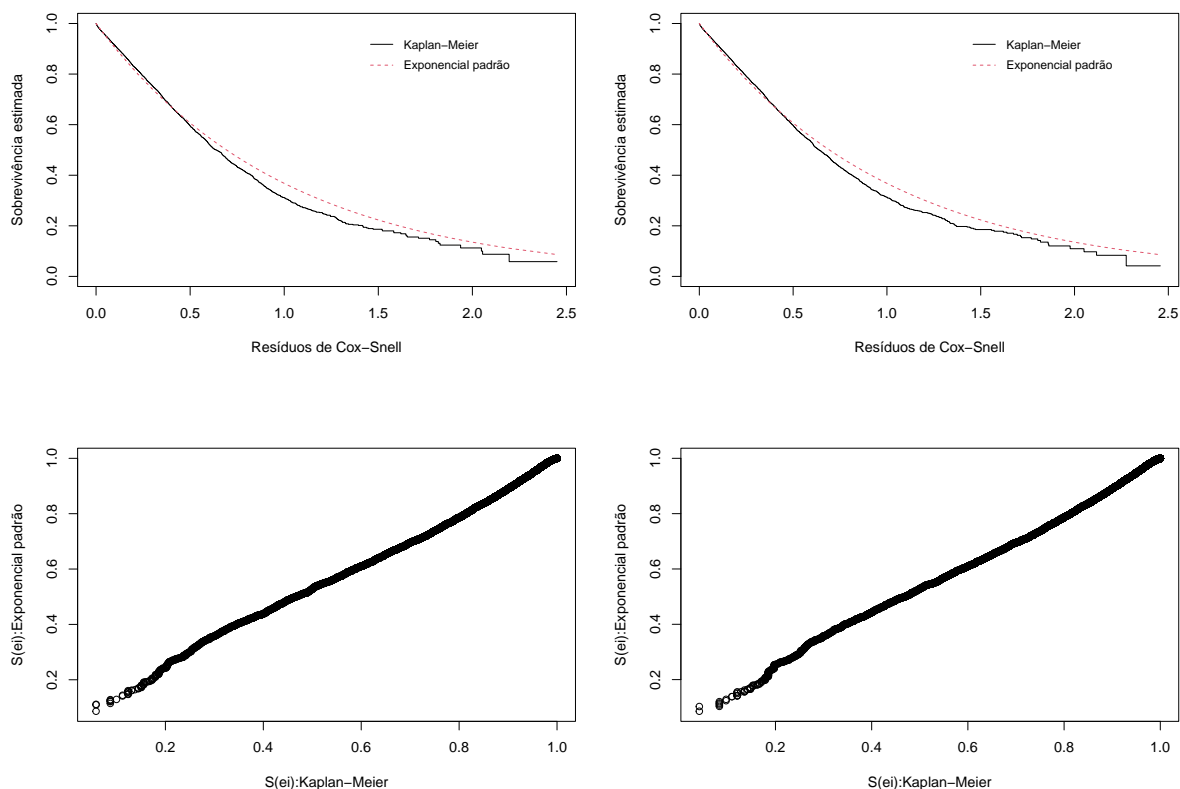 Sobrevivência estimada
1.0
0.8
0.6
0.4
0.2
0.0
Kaplan−Meier
Exponencial padrão
0.0 0.5 1.0 1.5 2.0 2.5
Resíduos de Cox−Snell
Sobrevivência estimada
1.0
0.8
0.6
0.4
0.2
0.0
Kaplan−Meier
Exponencial padrão
0.0 0.5 1.0 1.5 2.0 2.5
Resíduos de Cox−Snell
S(ei):Exponencial padrão
1.0
0.8
0.6
0.4
0.2
0.2 0.4 0.6 0.8 1.0
S(ei):Kaplan−Meier
S(ei):Exponencial padrão
1.0
0.8
0.6
0.4
0.2
0.2 0.4 0.6 0.8 1.0
S(ei):Kaplan−Meier